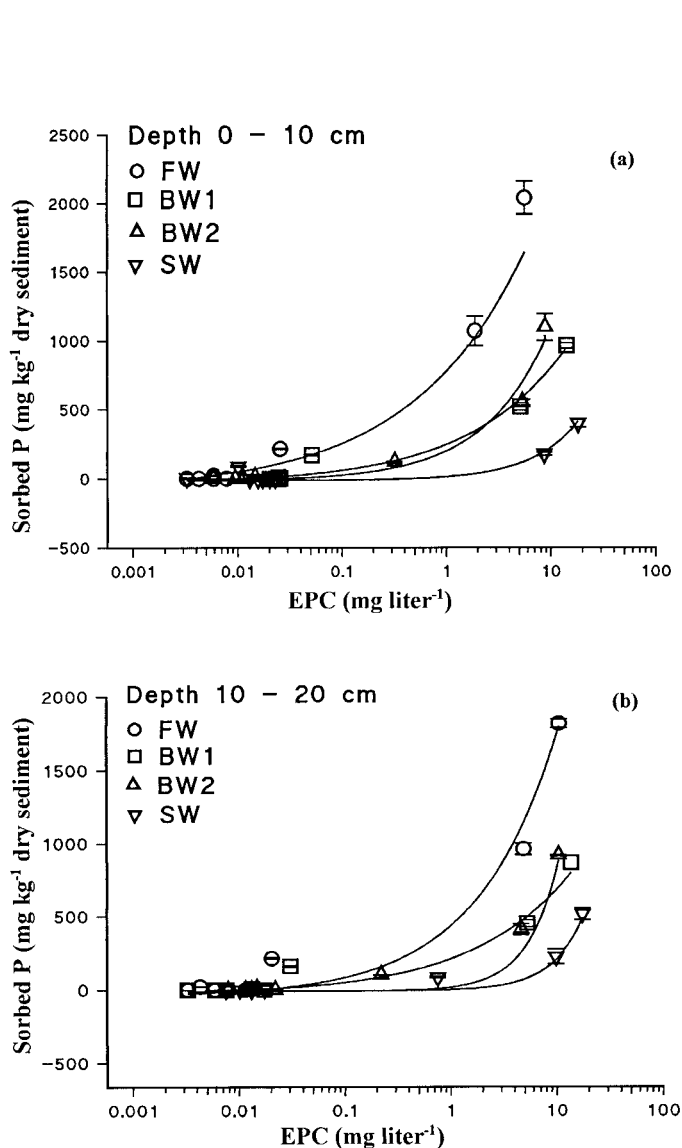 Depth 0 – 10 cm
(a)
FW
BW1
BW2
SW
2500
2000
1500
1000
500
0
−500
Sorbed P (mg kg⁻¹ dry sediment)
0.001 0.01 0.1 1 10 100
EPC (mg liter⁻¹)
Depth 10 – 20 cm
(b)
FW
BW1
BW2
SW
2000
1500
1000
500
0
−500
Sorbed P (mg kg⁻¹ dry sediment)
0.001 0.01 0.1 1 10 100
EPC (mg liter⁻¹)